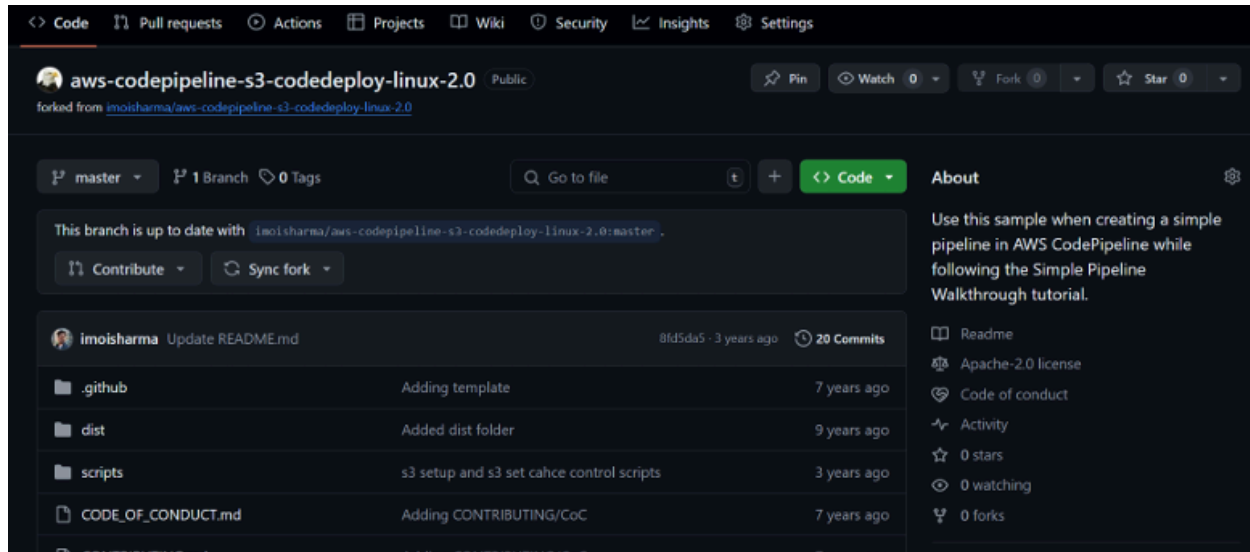 Code Pull requests Actions Projects Wiki Security Insights Settings
aws-codepipeline-s3-codedeploy-linux-2.0 Public Pin Watch 0 Fork 0 Star 0
forked from imoisharma/aws-codepipeline-s3-codedeploy-linux-2.0
master 1 Branch 0 Tags Go to file t + Code
This branch is up to date with imoisharma/aws-codepipeline-s3-codedeploy-linux-2.0:master .
Contribute Sync fork
imoisharma Update README.md 8fd5da5 · 3 years ago 20 Commits
.github Adding template 7 years ago
dist Added dist folder 9 years ago
scripts s3 setup and s3 set cahce control scripts 3 years ago
CODE_OF_CONDUCT.md Adding CONTRIBUTING/CoC 7 years ago
About
Use this sample when creating a simple
pipeline in AWS CodePipeline while
following the Simple Pipeline
Walkthrough tutorial.
Readme
Apache-2.0 license
Code of conduct
Activity
0 stars
0 watching
0 forks